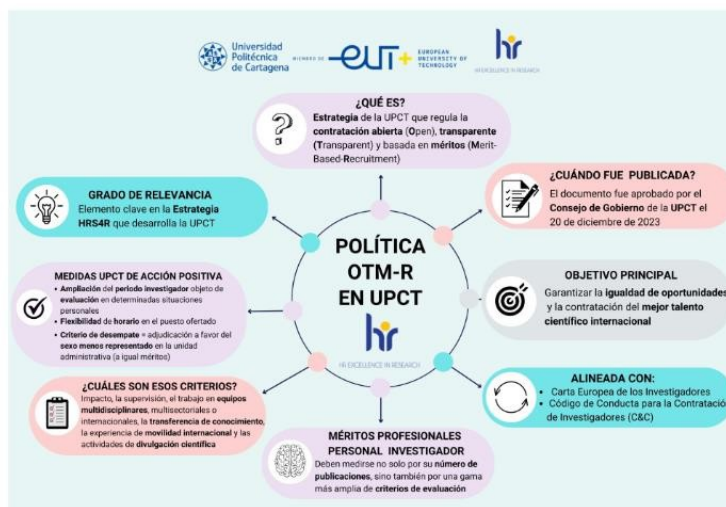 Universidad
Politécnica
de Cartagena
MIEMBRO DE
EUT+
EUROPEAN
UNIVERSITY OF
TECHNOLOGY
hr
HR EXCELLENCE IN RESEARCH
¿QUÉ ES?
Estrategia de la UPCT que regula la
contratación abierta (Open), transparente
(Transparent) y basada en méritos (Merit-
Based-Recruitment)
¿CUÁNDO FUE PUBLICADA?
El documento fue aprobado por el
Consejo de Gobierno de la UPCT el
20 de diciembre de 2023
OBJETIVO PRINCIPAL
Garantizar la igualdad de oportunidades
y la contratación del mejor talento
científico internacional
ALINEADA CON:
• Carta Europea de los Investigadores
• Código de Conducta para la Contratación
de Investigadores (C&C)
MÉRITOS PROFESIONALES
PERSONAL INVESTIGADOR
Deben medirse no solo por su número de
publicaciones, sino también por una gama
más amplia de criterios de evaluación
¿CUÁLES SON ESOS CRITERIOS?
Impacto, la supervisión, el trabajo en equipos
multidisciplinares, multisectoriales o
internacionales, la transferencia de conocimiento,
la experiencia de movilidad internacional y las
actividades de divulgación científica
MEDIDAS UPCT DE ACCIÓN POSITIVA
• Ampliación del periodo investigador objeto de
evaluación en determinadas situaciones
personales
• Flexibilidad de horario en el puesto ofertado
• Criterio de desempate = adjudicación a favor del
sexo menos representado en la unidad
administrativa (a igual méritos)
GRADO DE RELEVANCIA
Elemento clave en la Estrategia
HRS4R que desarrolla la UPCT
POLÍTICA
OTM-R
EN UPCT
hr
HR EXCELLENCE IN RESEARCH